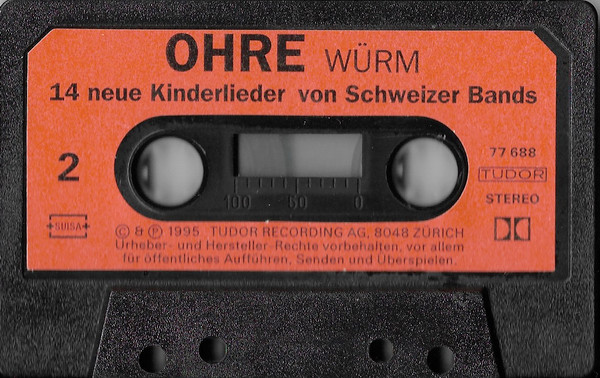 OHRE WÜRM
14 neue Kinderlieder von Schweizer Bands
2
77 688
TUDOR
STEREO
100 50 0
SUISA
© & ℗ 1995 TUDOR RECORDING AG, 8048 ZÜRICH
Urheber- und Hersteller-Rechte vorbehalten, vor allem
für öffentliches Aufführen, Senden und Überspielen.